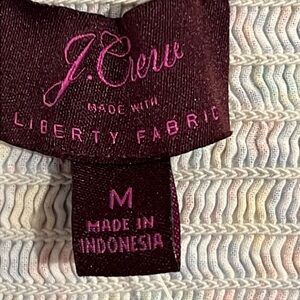 J.Crew
MADE WITH
LIBERTY FABRIC
M
MADE IN
INDONESIA